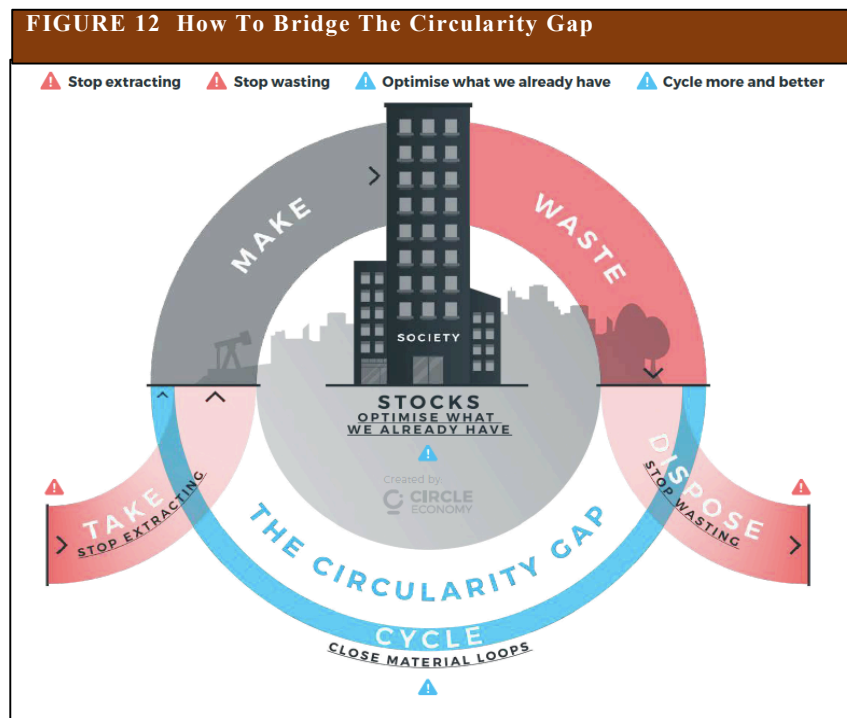 FIGURE 12 How To Bridge The Circularity Gap
Stop extracting Stop wasting Optimise what we already have Cycle more and better
MAKE
WASTE
SOCIETY
STOCKS
OPTIMISE WHAT
WE ALREADY HAVE
Created by
CIRCLE
ECONOMY
TAKE
STOP EXTRACTING
DISPOSE
STOP WASTING
THE CIRCULARITY GAP
CYCLE
CLOSE MATERIAL LOOPS